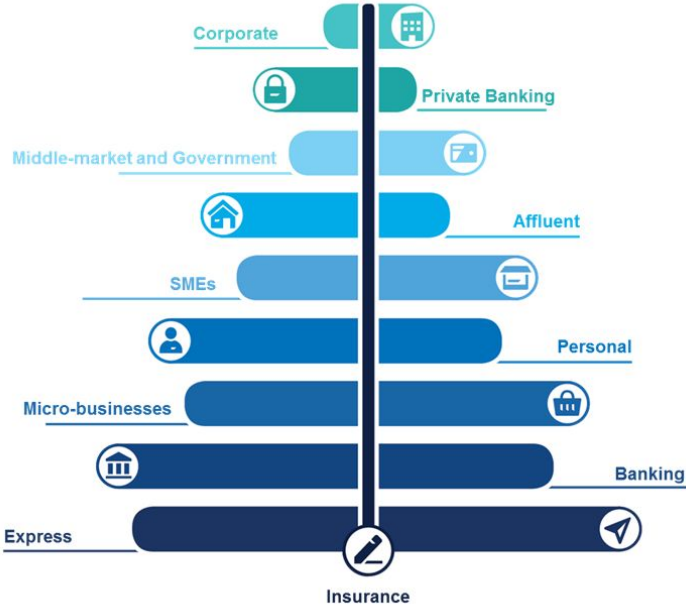 Corporate
Private Banking
Middle-market and Government
Affluent
SMEs
Personal
Micro-businesses
Banking
Express
Insurance